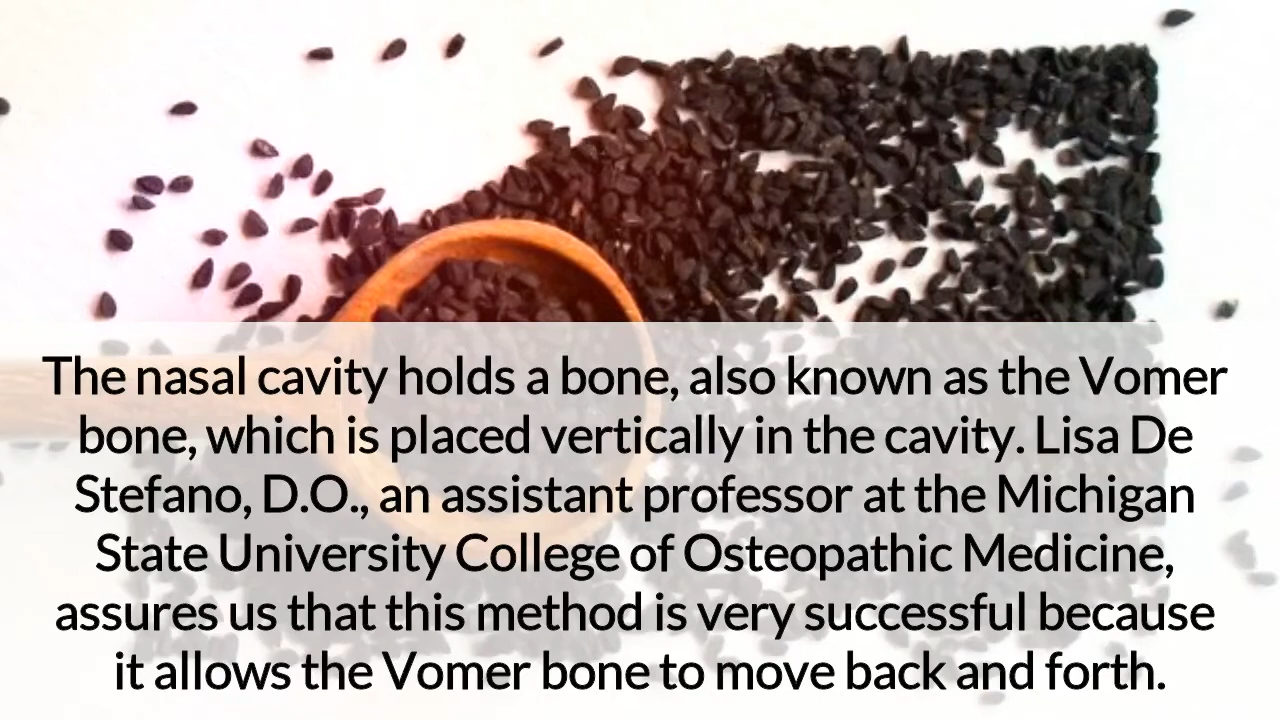 The nasal cavity holds a bone, also known as the Vomer
bone, which is placed vertically in the cavity. Lisa De
Stefano, D.O., an assistant professor at the Michigan
State University College of Osteopathic Medicine,
assures us that this method is very successful because
it allows the Vomer bone to move back and forth.